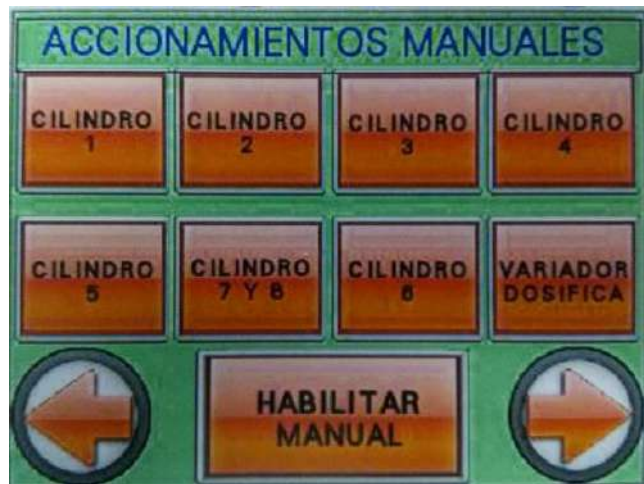 ACCIONAMIENTOS MANUALES
CILINDRO
1
CILINDRO
2
CILINDRO
3
CILINDRO
4
CILINDRO
5
CILINDRO
7 Y 8
CILINDRO
6
VARIADOR
DOSIFICA
HABILITAR
MANUAL